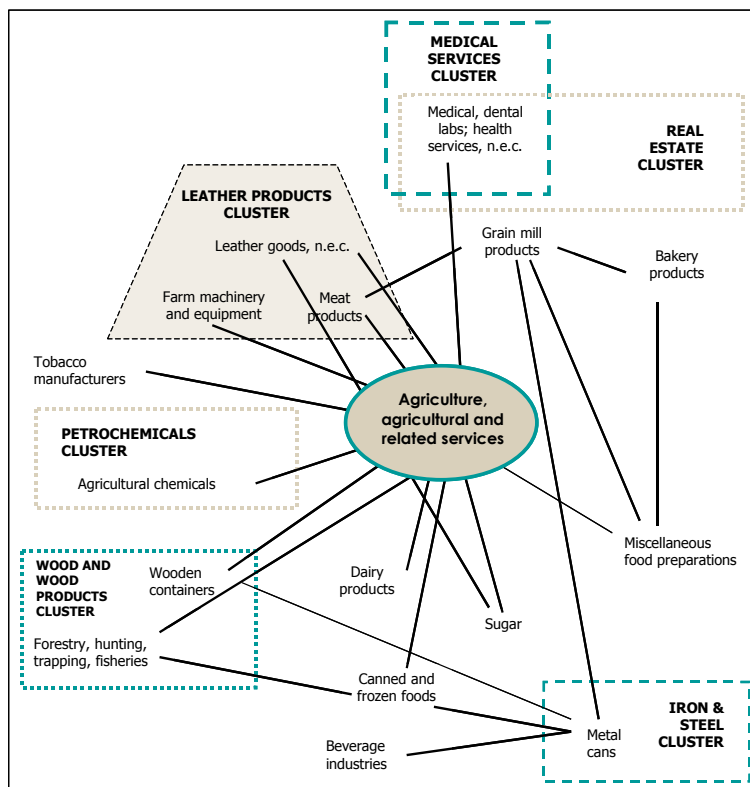 MEDICAL
SERVICES
CLUSTER
Medical, dental
labs; health
services, n.e.c.
REAL
ESTATE
CLUSTER
LEATHER PRODUCTS
CLUSTER
Leather goods, n.e.c.
Grain mill
products
Bakery
products
Farm machinery
and equipment
Meat
products
Tobacco
manufacturers
Agriculture,
agricultural and
related services
PETROCHEMICALS
CLUSTER
Agricultural chemicals
WOOD AND
WOOD
PRODUCTS
CLUSTER
Wooden
containers
Forestry, hunting,
trapping, fisheries
Dairy
products
Sugar
Miscellaneous
food preparations
Canned and
frozen foods
Beverage
industries
Metal
cans
IRON &
STEEL
CLUSTER